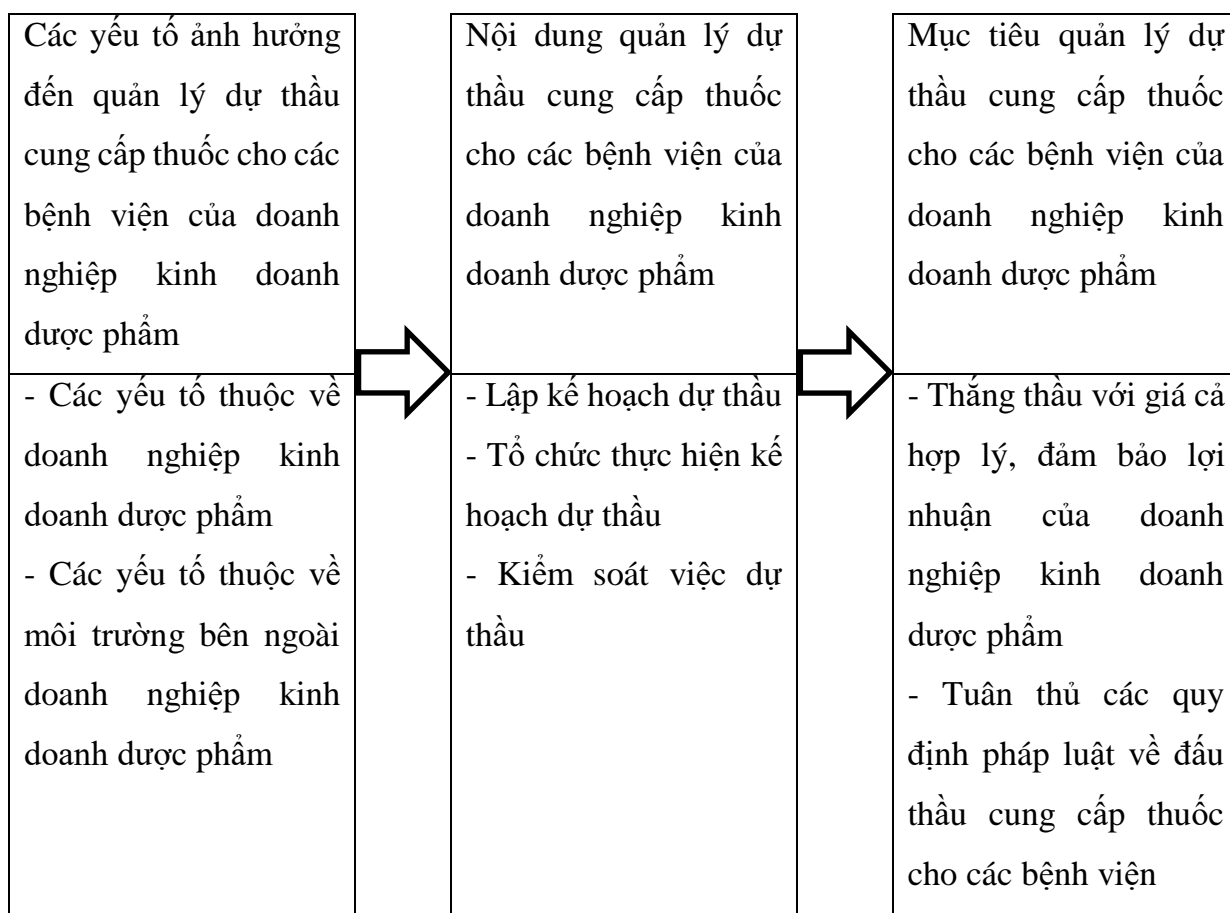 Các yếu tố ảnh hưởng
đến quản lý dự thầu
cung cấp thuốc cho các
bệnh viện của doanh
nghiệp kinh doanh
dược phẩm
- Các yếu tố thuộc về
doanh nghiệp kinh
doanh dược phẩm
- Các yếu tố thuộc về
môi trường bên ngoài
doanh nghiệp kinh
doanh dược phẩm
Nội dung quản lý dự
thầu cung cấp thuốc
cho các bệnh viện của
doanh nghiệp kinh
doanh dược phẩm
- Lập kế hoạch dự thầu
- Tổ chức thực hiện kế
hoạch dự thầu
- Kiểm soát việc dự
thầu
Mục tiêu quản lý dự
thầu cung cấp thuốc
cho các bệnh viện của
doanh nghiệp kinh
doanh dược phẩm
- Thắng thầu với giá cả
hợp lý, đảm bảo lợi
nhuận của doanh
nghiệp kinh doanh
dược phẩm
- Tuân thủ các quy
định pháp luật về đấu
thầu cung cấp thuốc
cho các bệnh viện